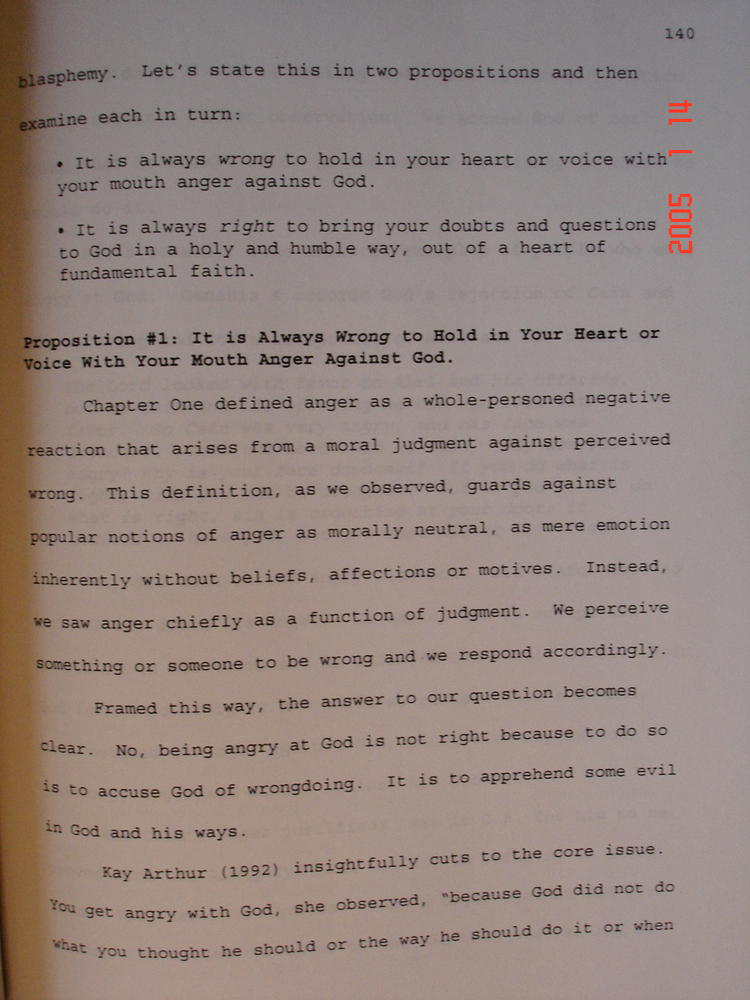 140
blasphemy. Let's state this in two propositions and then
examine each in turn:
• It is always wrong to hold in your heart or voice with
your mouth anger against God.
• It is always right to bring your doubts and questions
to God in a holy and humble way, out of a heart of
fundamental faith.
Proposition #1: It is Always Wrong to Hold in Your Heart or
Voice With Your Mouth Anger Against God.
Chapter One defined anger as a whole-personed negative
reaction that arises from a moral judgment against perceived
wrong. This definition, as we observed, guards against
popular notions of anger as morally neutral, as mere emotion
inherently without beliefs, affections or motives. Instead,
we saw anger chiefly as a function of judgment. We perceive
something or someone to be wrong and we respond accordingly.
Framed this way, the answer to our question becomes
clear. No, being angry at God is not right because to do so
is to accuse God of wrongdoing. It is to apprehend some evil
in God and his ways.
Kay Arthur (1992) insightfully cuts to the core issue.
You get angry with God, she observed, "because God did not do
what you thought he should or the way he should do it or when
2005 1 14